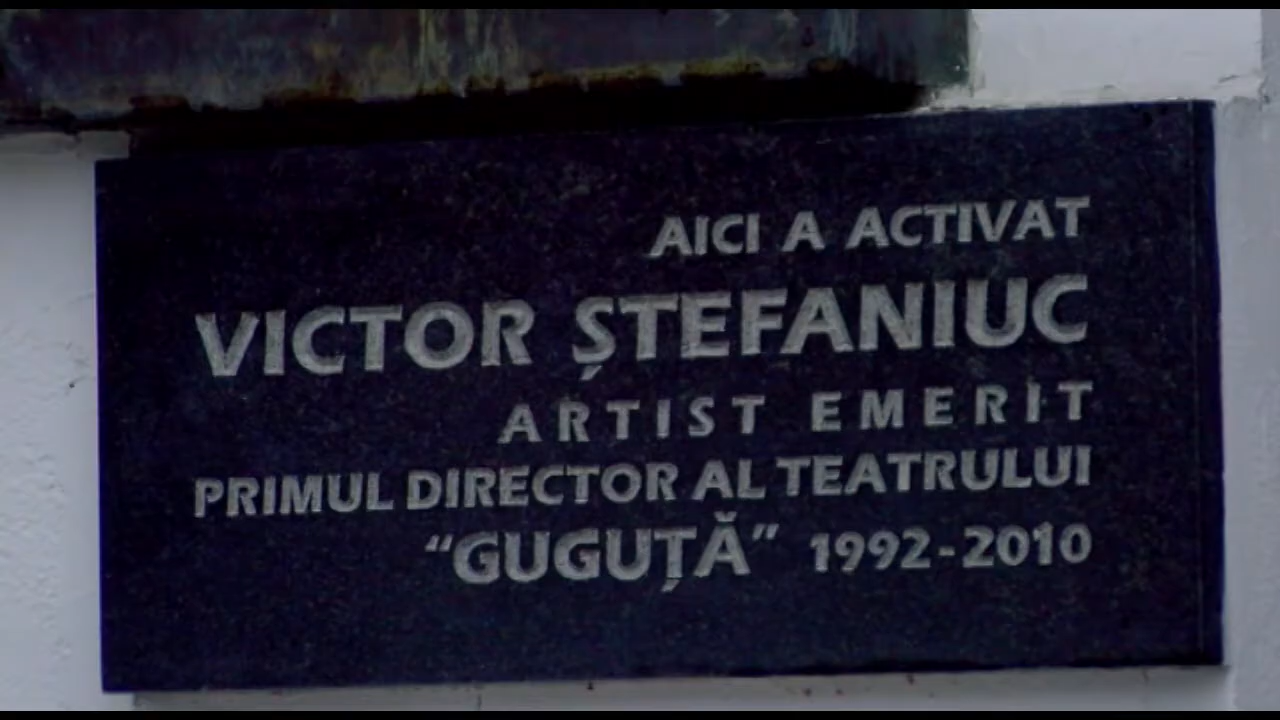 AICI A ACTIVAT
VICTOR ȘTEFANIUC
ARTIST EMERIT
PRIMUL DIRECTOR AL TEATRULUI
“GUGUȚĂ” 1992-2010